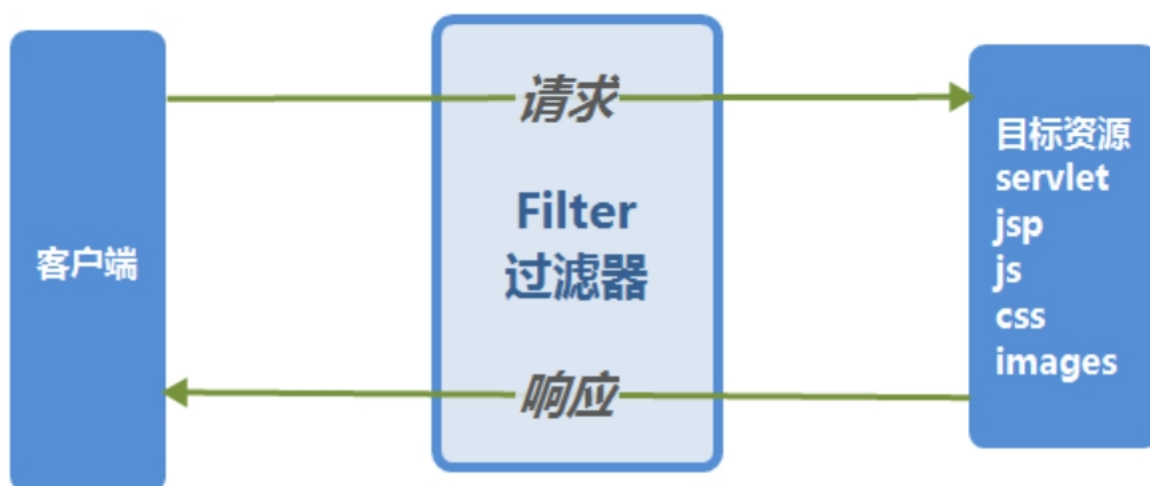 请求
目标资源
servlet
Filter
jsp
客户端
过滤器
js
css
images
响应